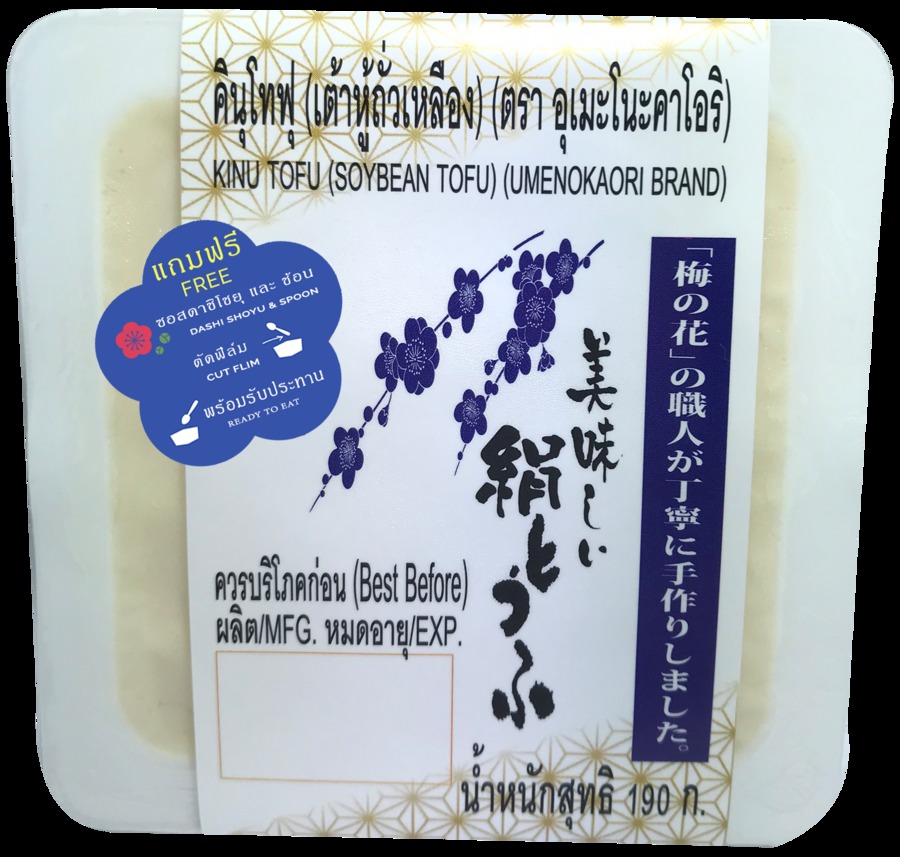 คินุโทฟุ (เต้าหู้ถั่วเหลือง) (ตรา อุเมะโนะคาโอริ)
KINU TOFU (SOYBEAN TOFU) (UMENOKAORI BRAND)
แถมฟรี
FREE
ซอสดาชิโชยุ และ ช้อน
DASHI SHOYU & SPOON
ตัดฟิล์ม
CUT FLIM
พร้อมรับประทาน
READY TO EAT
「梅の花」の職人が丁寧に手作りしました。
美味しい
絹とうふ
ควรบริโภคก่อน (Best Before)
ผลิต/MFG. หมดอายุ/EXP.
น้ำหนักสุทธิ 190 ก.